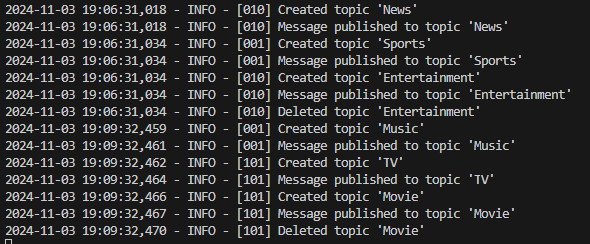 2024-11-03 19:06:31,018 - INFO - [010] Created topic 'News'
2024-11-03 19:06:31,018 - INFO - [010] Message published to topic 'News'
2024-11-03 19:06:31,034 - INFO - [001] Created topic 'Sports'
2024-11-03 19:06:31,034 - INFO - [001] Message published to topic 'Sports'
2024-11-03 19:06:31,034 - INFO - [010] Created topic 'Entertainment'
2024-11-03 19:06:31,034 - INFO - [010] Message published to topic 'Entertainment'
2024-11-03 19:06:31,034 - INFO - [010] Deleted topic 'Entertainment'
2024-11-03 19:09:32,459 - INFO - [001] Created topic 'Music'
2024-11-03 19:09:32,461 - INFO - [001] Message published to topic 'Music'
2024-11-03 19:09:32,462 - INFO - [101] Created topic 'TV'
2024-11-03 19:09:32,464 - INFO - [101] Message published to topic 'TV'
2024-11-03 19:09:32,466 - INFO - [101] Created topic 'Movie'
2024-11-03 19:09:32,467 - INFO - [101] Message published to topic 'Movie'
2024-11-03 19:09:32,470 - INFO - [101] Deleted topic 'Movie'